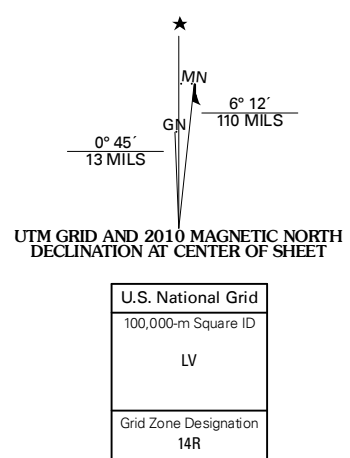 ★
MN
6° 12´
110 MILS
GN
0° 45´
13 MILS
UTM GRID AND 2010 MAGNETIC NORTH
DECLINATION AT CENTER OF SHEET
U.S. National Grid
100,000-m Square ID
LV
Grid Zone Designation
14R